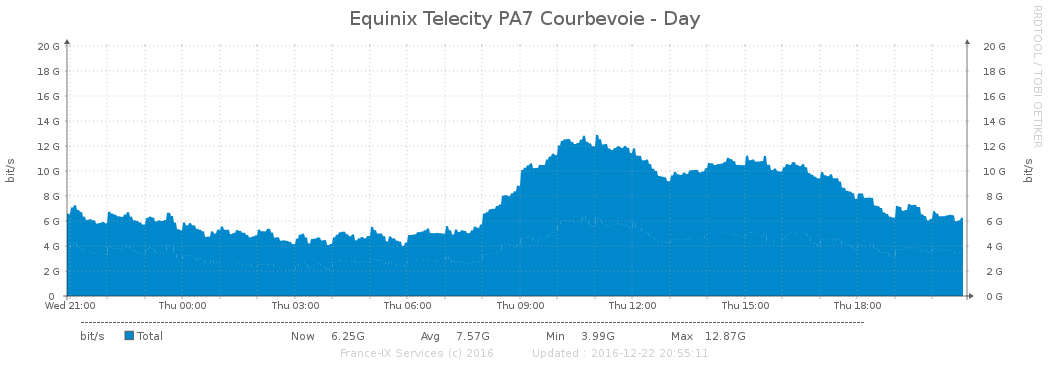 Equinix Telecity PA7 Courbevoie - Day
RRDTOOL / TOBI OETIKER
bit/s
20 G 20 G
18 G 18 G
16 G 16 G
14 G 14 G
12 G 12 G
10 G 10 G
8 G 8 G
6 G 6 G
4 G 4 G
2 G 2 G
0 0 G
bit/s
Wed 21:00 Thu 00:00 Thu 03:00 Thu 06:00 Thu 09:00 Thu 12:00 Thu 15:00 Thu 18:00
bit/s Total Now 6.25G Avg 7.57G Min 3.99G Max 12.87G
France-IX Services (c) 2016 Updated : 2016-12-22 20:55:11